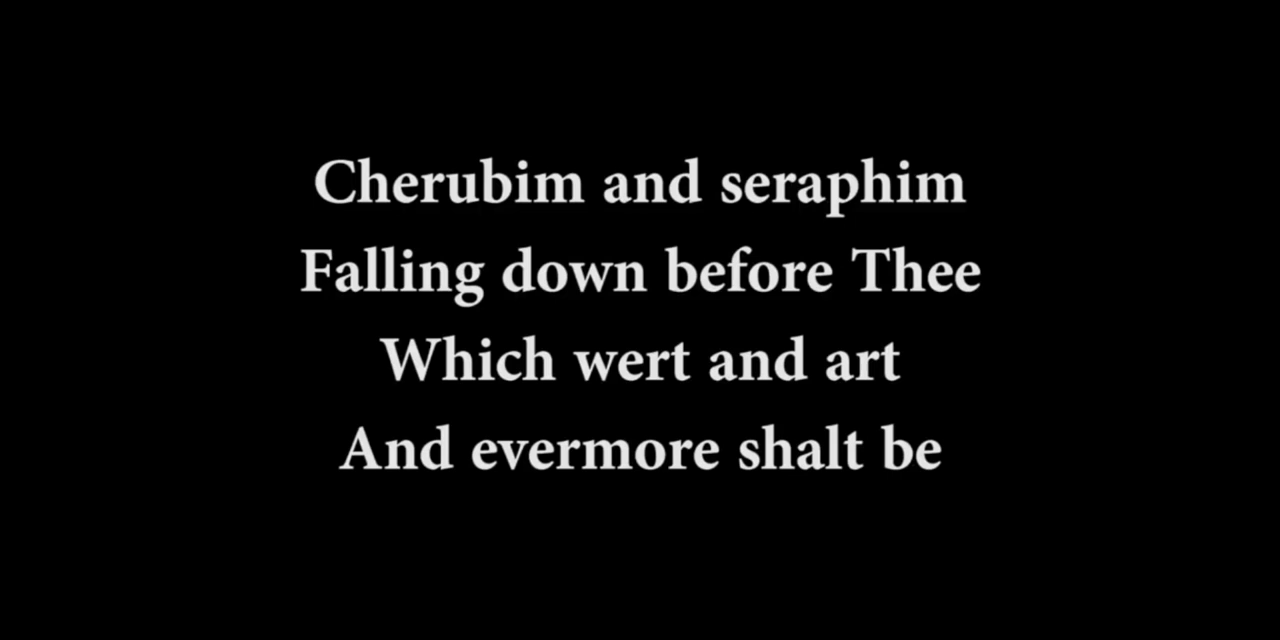 Cherubim and seraphim
Falling down before Thee
Which wert and art
And evermore shalt be